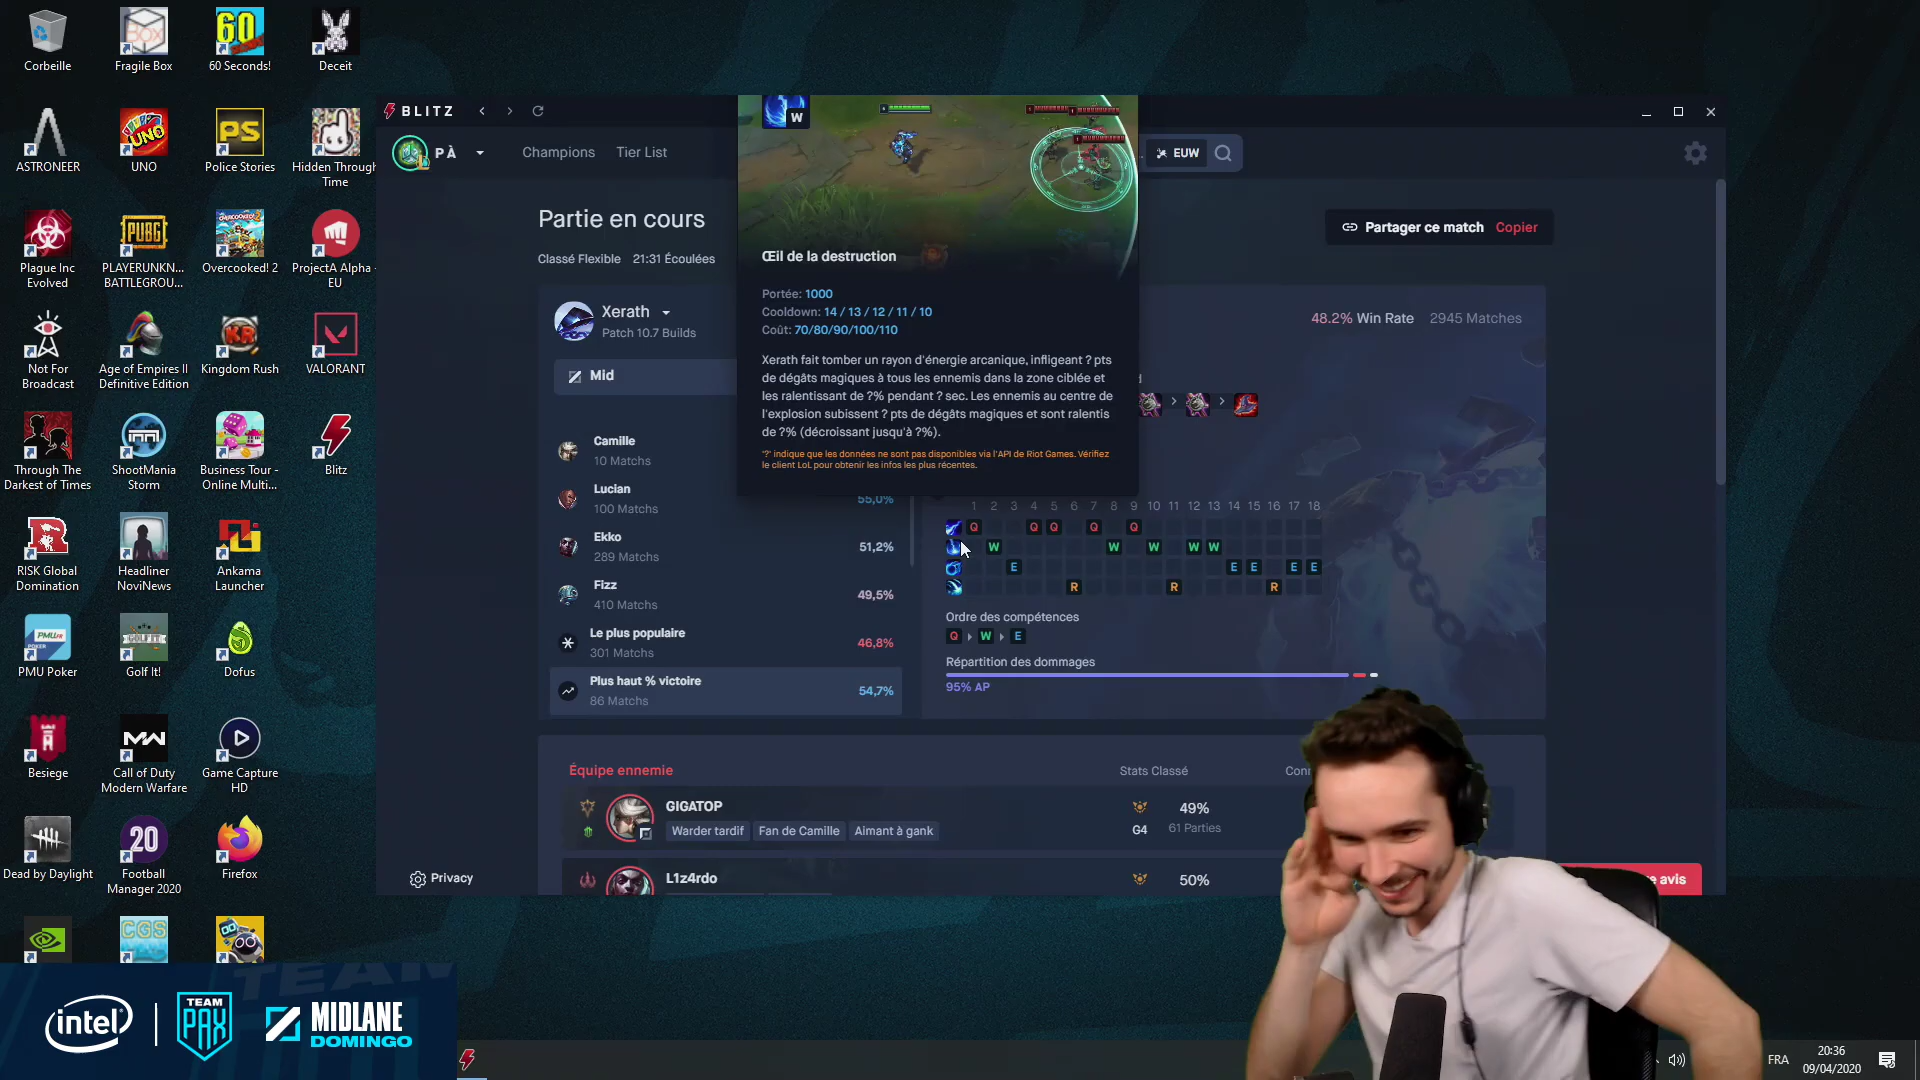 Corbeille
Fragile Box
60 Seconds!
Deceit
ASTRONEER
UNO
Police Stories
Hidden Through
Time
Plague Inc
Evolved
PLAYERUNKN...
BATTLEGROU...
Overcooked! 2
ProjectA Alpha -
EU
Not For
Broadcast
Age of Empires II
Definitive Edition
Kingdom Rush
VALORANT
Through The
Darkest of Times
ShootMania
Storm
Business Tour -
Online Multi...
Blitz
RISK Global
Domination
Headliner
NoviNews
Ankama
Launcher
PMU Poker
Golf It!
Dofus
Besiege
Call of Duty
Modern Warfare
Game Capture
HD
Dead by Daylight
Football
Manager 2020
Firefox
BLITZ
PÀ
Champions
Tier List
EUW
Partie en cours
Classé Flexible
21:31 Écoulées
Partager ce match
Copier
Xerath
Patch 10.7 Builds
48.2% Win Rate
2945 Matches
Mid
W
Œil de la destruction
Portée: 1000
Cooldown: 14 / 13 / 12 / 11 / 10
Coût: 70/80/90/100/110
Xerath fait tomber un rayon d'énergie arcanique, infligeant ? pts
de dégâts magiques à tous les ennemis dans la zone ciblée et
les ralentissant de ?% pendant ? sec. Les ennemis au centre de
l'explosion subissent ? pts de dégâts magiques et sont ralentis
de ?% (décroissant jusqu'à ?%).
'?' indique que les données ne sont pas disponibles via l'API de Riot Games. Vérifiez
le client LoL pour obtenir les infos les plus récentes.
Camille
10 Matchs
Lucian
100 Matchs
55,0%
Ekko
289 Matchs
51,2%
Fizz
410 Matchs
49,5%
Le plus populaire
301 Matchs
46,8%
Plus haut % victoire
86 Matchs
54,7%
1 2 3 4 5 6 7 8 9 10 11 12 13 14 15 16 17 18
Q Q Q Q Q
W W W W W
E E E E E
R R R
Ordre des compétences
Q W E
Répartition des dommages
95% AP
Équipe ennemie
Stats Classé
GIGATOP
Warder tardif
Fan de Camille
Aimant à gank
G4
49%
61 Parties
L1z4rdo
50%
Privacy
avis
intel
TEAM
PAX
MIDLANE
DOMINGO
FRA
20:36
09/04/2020